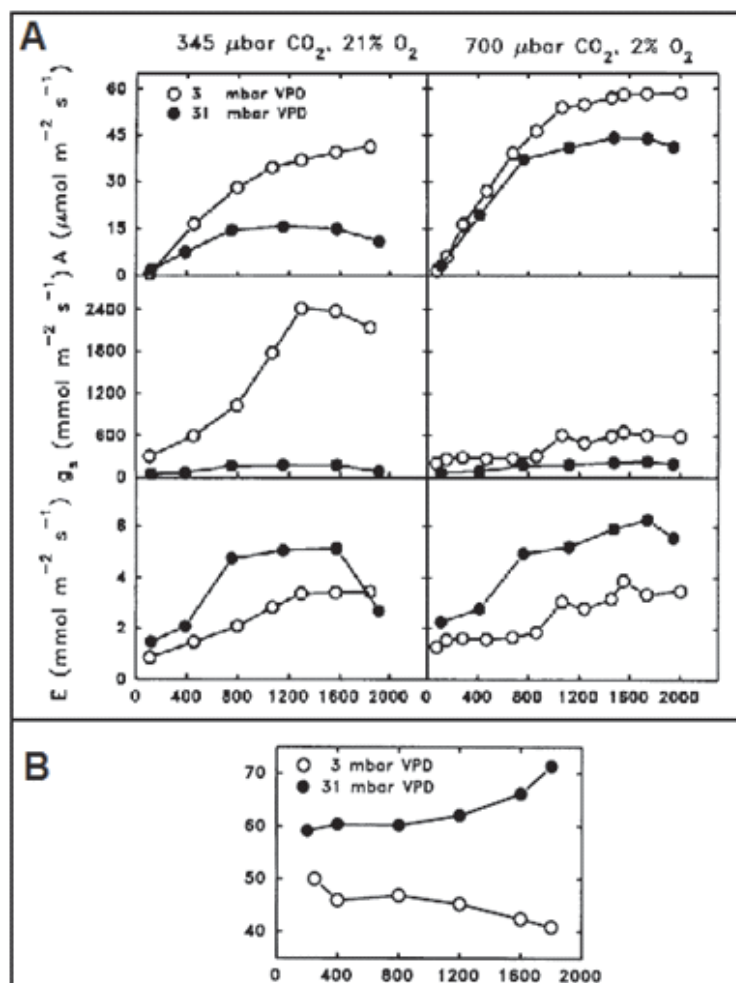 A
345 μbar CO₂, 21% O₂
700 μbar CO₂, 2% O₂
A (μmol m⁻² s⁻¹)
60
45
30
15
0
○ 3 mbar VPD
● 31 mbar VPD
gₛ (mmol m⁻² s⁻¹)
2400
1800
1200
600
0
E (mmol m⁻² s⁻¹)
6
4
2
0
0 400 800 1200 1600 2000
0 400 800 1200 1600 2000
B
○ 3 mbar VPD
● 31 mbar VPD
70
60
50
40
0 400 800 1200 1600 2000